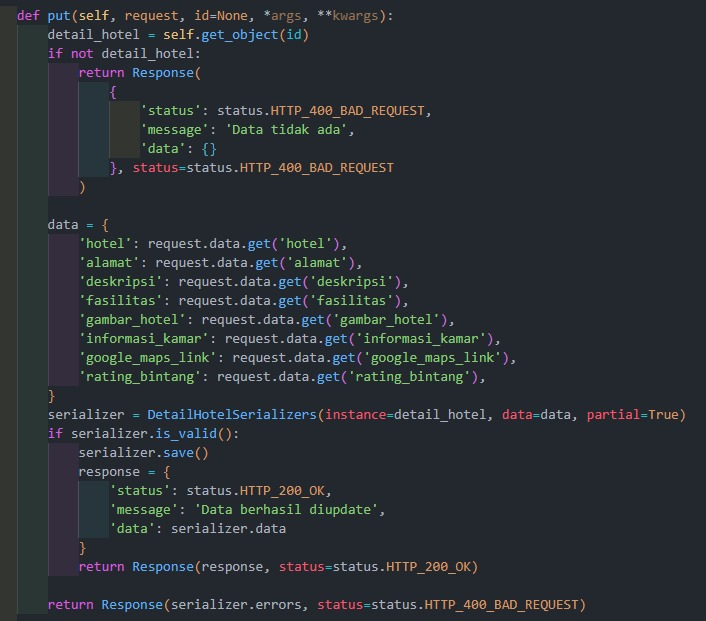 def put(self, request, id=None, *args, **kwargs):
    detail_hotel = self.get_object(id)
    if not detail_hotel:
        return Response(
            {
                'status': status.HTTP_400_BAD_REQUEST,
                'message': 'Data tidak ada',
                'data': {}
            }, status=status.HTTP_400_BAD_REQUEST
        )
    data = {
        'hotel': request.data.get('hotel'),
        'alamat': request.data.get('alamat'),
        'deskripsi': request.data.get('deskripsi'),
        'fasilitas': request.data.get('fasilitas'),
        'gambar_hotel': request.data.get('gambar_hotel'),
        'informasi_kamar': request.data.get('informasi_kamar'),
        'google_maps_link': request.data.get('google_maps_link'),
        'rating_bintang': request.data.get('rating_bintang'),
    }
    serializer = DetailHotelSerializers(instance=detail_hotel, data=data, partial=True)
    if serializer.is_valid():
        serializer.save()
        response = {
            'status': status.HTTP_200_OK,
            'message': 'Data berhasil diupdate',
            'data': serializer.data
        }
        return Response(response, status=status.HTTP_200_OK)
    return Response(serializer.errors, status=status.HTTP_400_BAD_REQUEST)